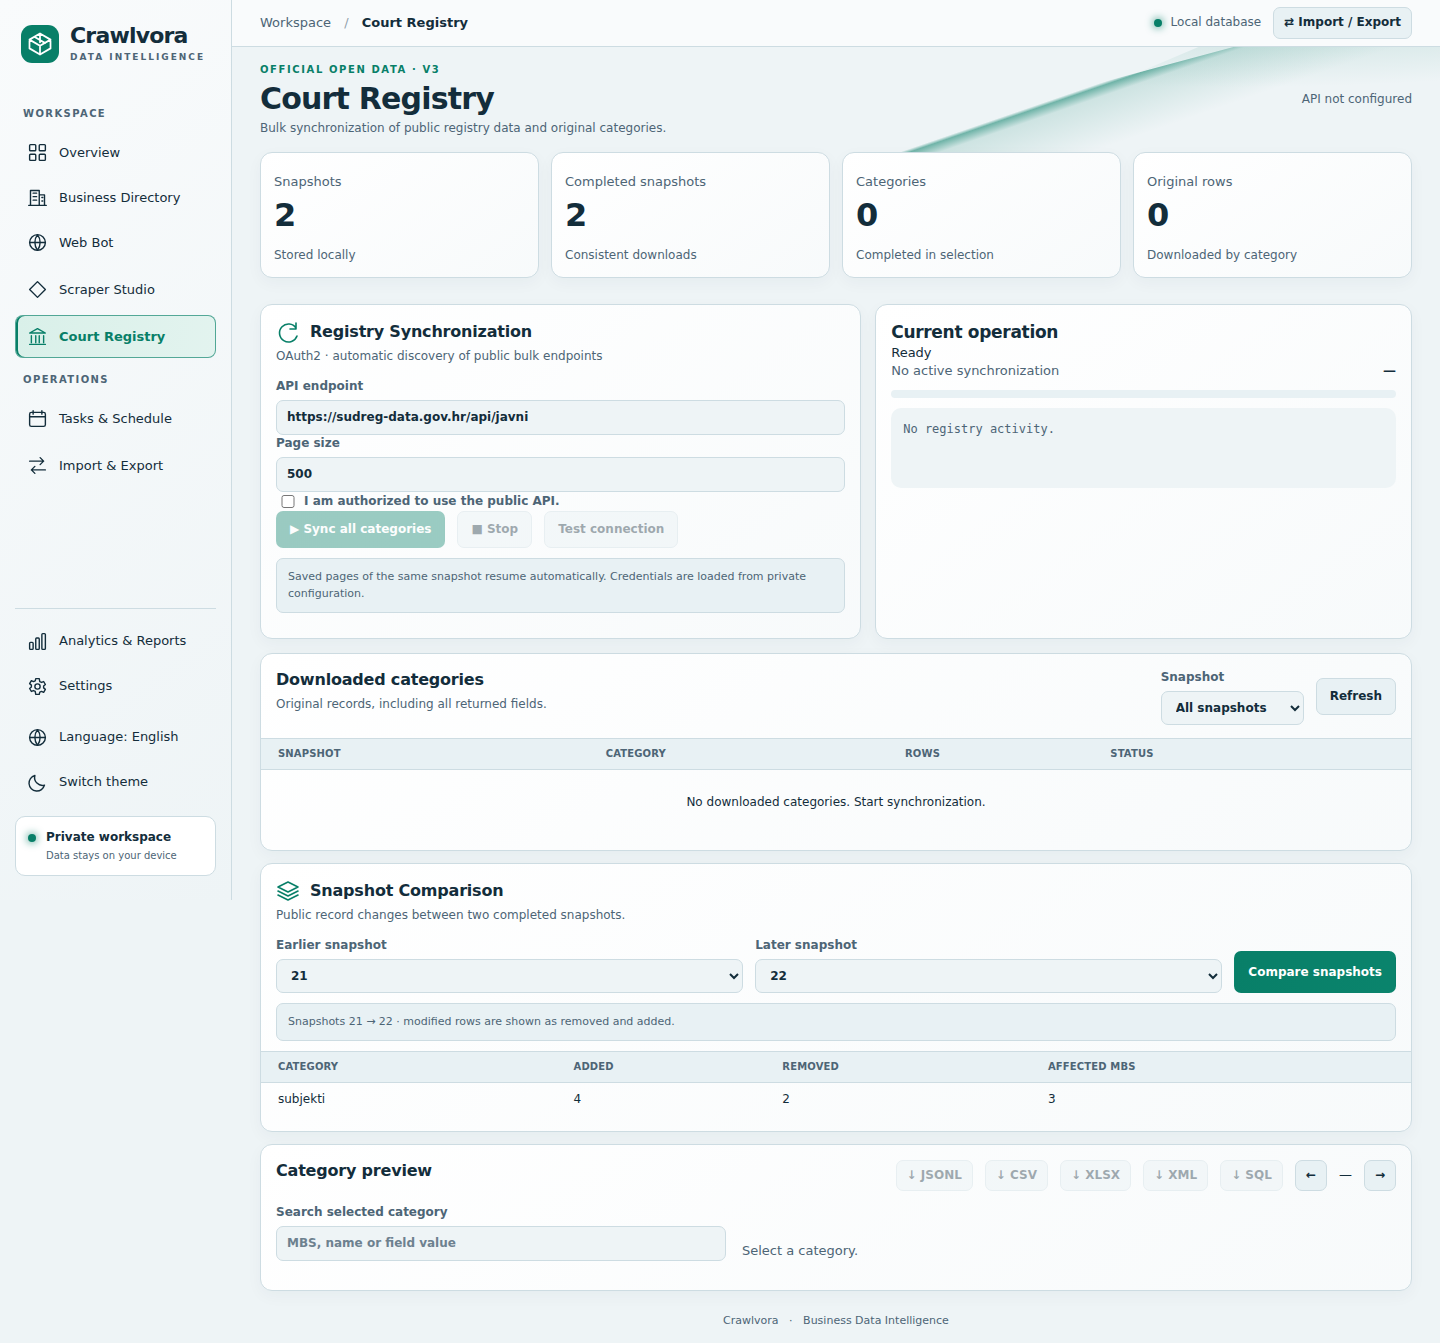 Crawlvora
DATA INTELLIGENCE
WORKSPACE
Overview
Business Directory
Web Bot
Scraper Studio
Court Registry
OPERATIONS
Tasks & Schedule
Import & Export
Analytics & Reports
Settings
Language: English
Switch theme
Private workspace
Data stays on your device
Workspace / Court Registry
Local database
⇄ Import / Export
OFFICIAL OPEN DATA · V3
Court Registry
Bulk synchronization of public registry data and original categories.
API not configured
Snapshots
2
Stored locally
Completed snapshots
2
Consistent downloads
Categories
0
Completed in selection
Original rows
0
Downloaded by category
Registry Synchronization
OAuth2 · automatic discovery of public bulk endpoints
API endpoint
https://sudreg-data.gov.hr/api/javni
Page size
500
I am authorized to use the public API.
▶ Sync all categories
■ Stop
Test connection
Saved pages of the same snapshot resume automatically. Credentials are loaded from private
configuration.
Current operation
Ready
No active synchronization —
No registry activity.
Downloaded categories
Original records, including all returned fields.
Snapshot
All snapshots
Refresh
SNAPSHOT CATEGORY ROWS STATUS
No downloaded categories. Start synchronization.
Snapshot Comparison
Public record changes between two completed snapshots.
Earlier snapshot
21
Later snapshot
22
Compare snapshots
Snapshots 21 → 22 · modified rows are shown as removed and added.
CATEGORY ADDED REMOVED AFFECTED MBS
subjekti 4 2 3
Category preview
↓ JSONL
↓ CSV
↓ XLSX
↓ XML
↓ SQL
← — →
Search selected category
MBS, name or field value
Select a category.
Crawlvora · Business Data Intelligence